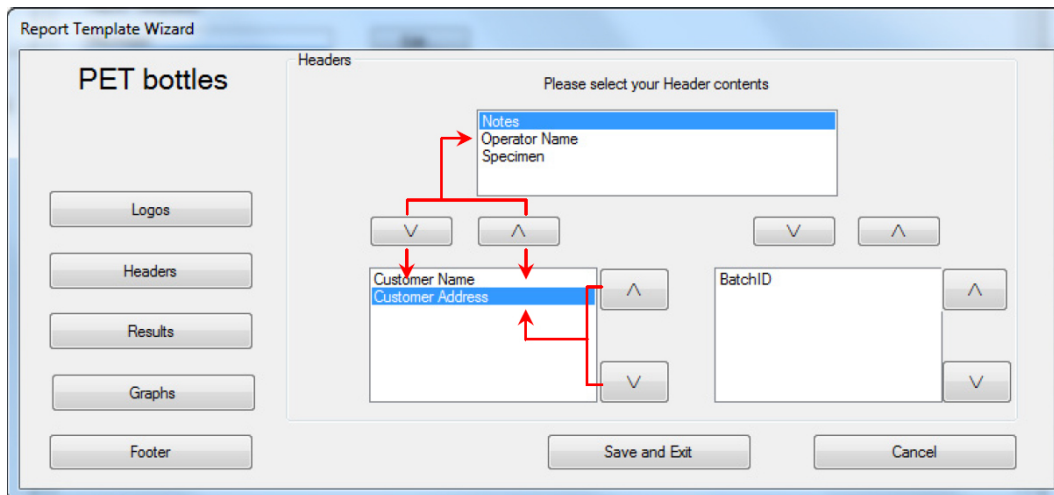 Report Template Wizard
PET bottles
Headers
Please select your Header contents
Notes
Operator Name
Specimen
Logos
Headers
Results
Graphs
Footer
V
Λ
V
Λ
Customer Name
Customer Address
Λ
V
BatchID
Λ
V
Save and Exit
Cancel